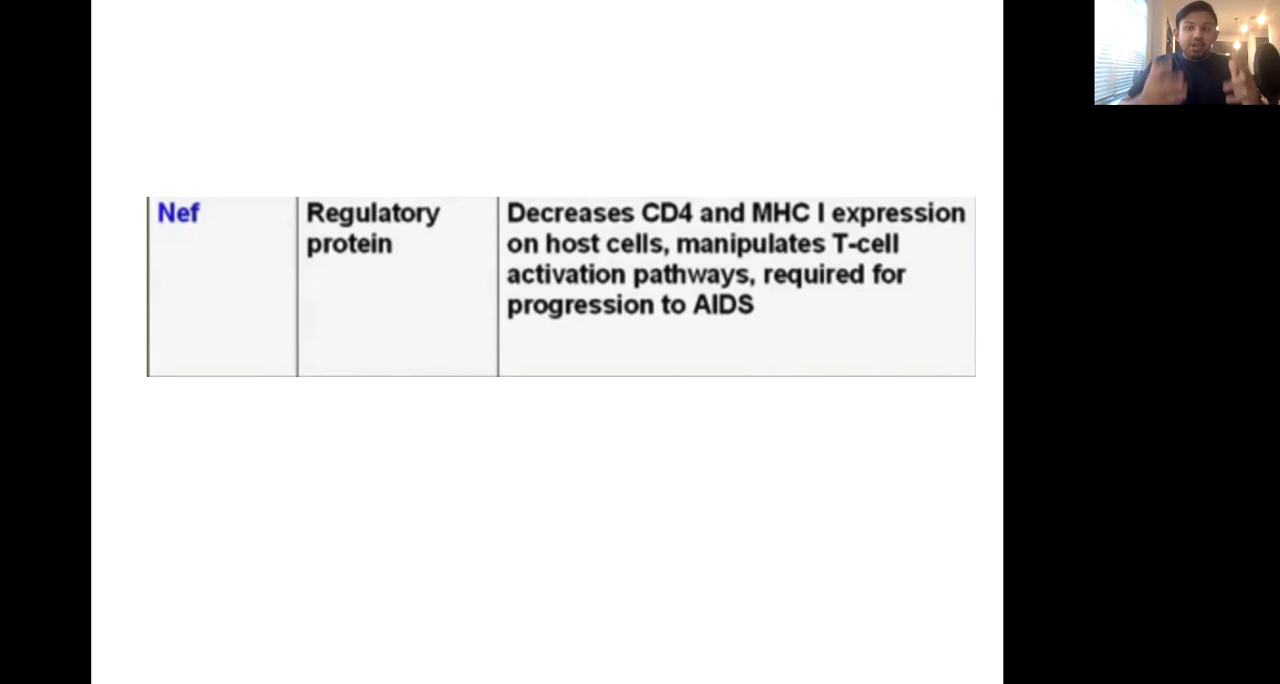 Nef
Regulatory
protein
Decreases CD4 and MHC I expression
on host cells, manipulates T-cell
activation pathways, required for
progression to AIDS